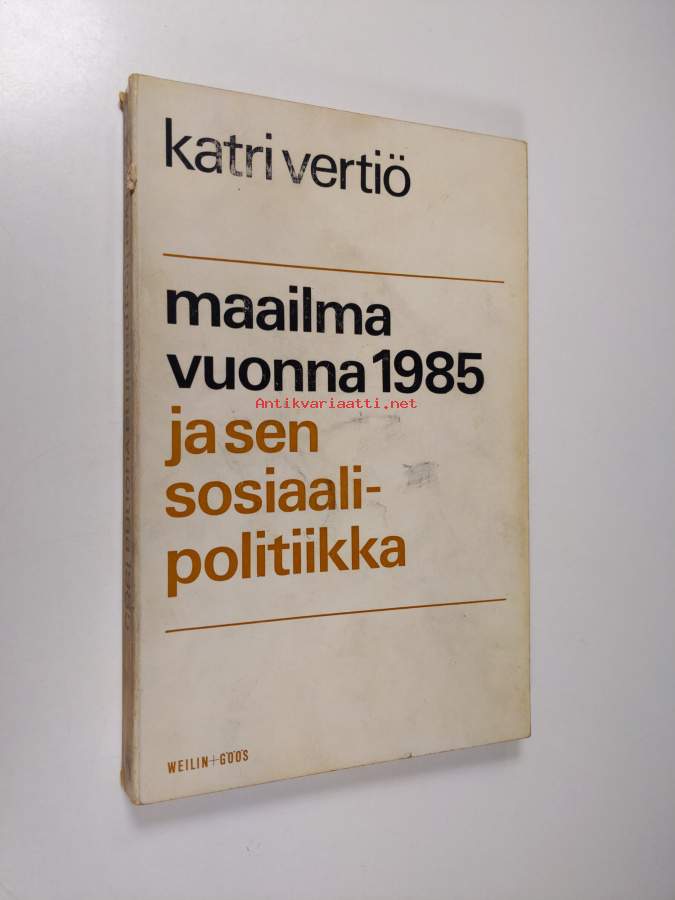 katri vertiö
maailma
vuonna 1985
Antikvariaatti.net
ja sen
sosiaali-
politiikka
WEILIN+GÖÖS